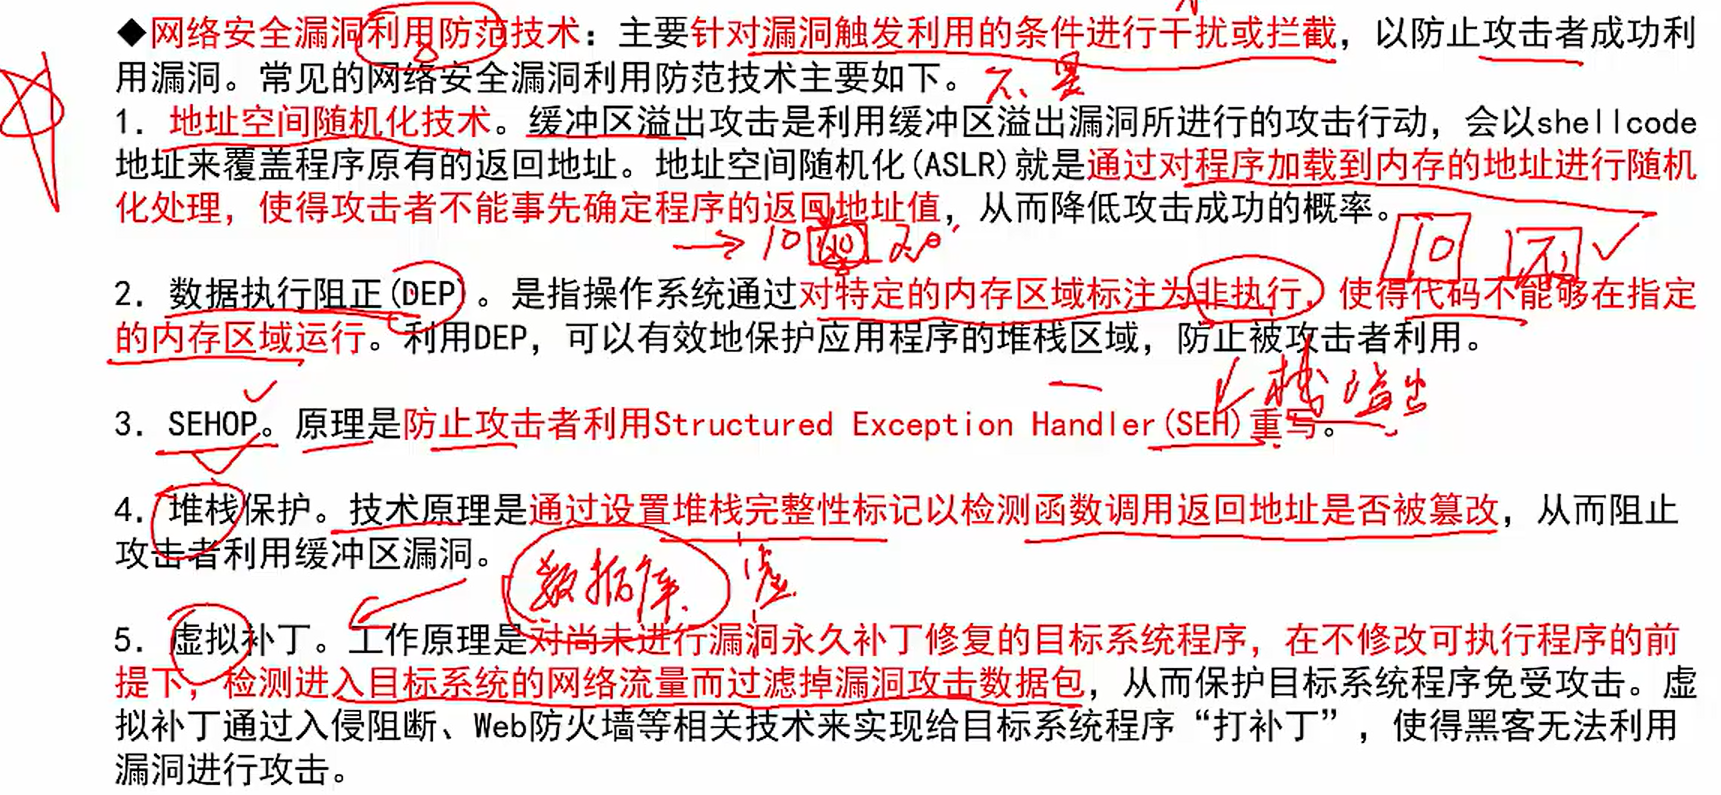 ◆网络安全漏洞利用防范技术：主要针对漏洞触发利用的条件进行干扰或拦截，以防止攻击者成功利
用漏洞。常见的网络安全漏洞利用防范技术主要如下。
1. 地址空间随机化技术。缓冲区溢出攻击是利用缓冲区溢出漏洞所进行的攻击行动，会以shellcode
地址来覆盖程序原有的返回地址。地址空间随机化(ASLR)就是通过对程序加载到内存的地址进行随机
化处理，使得攻击者不能事先确定程序的返回地址值，从而降低攻击成功的概率。
10 20
10
2. 数据执行阻正(DEP)。是指操作系统通过对特定的内存区域标注为非执行，使得代码不能够在指定
的内存区域运行。利用DEP，可以有效地保护应用程序的堆栈区域，防止被攻击者利用。
栈溢出
3. SEHOP。原理是防止攻击者利用Structured Exception Handler(SEH)重写。
4. 堆栈保护。技术原理是通过设置堆栈完整性标记以检测函数调用返回地址是否被篡改，从而阻止
攻击者利用缓冲区漏洞。
数据库 虚
5. 虚拟补丁。工作原理是对尚未进行漏洞永久补丁修复的目标系统程序，在不修改可执行程序的前
提下，检测进入目标系统的网络流量而过滤掉漏洞攻击数据包，从而保护目标系统程序免受攻击。虚
拟补丁通过入侵阻断、Web防火墙等相关技术来实现给目标系统程序“打补丁”，使得黑客无法利用
漏洞进行攻击。